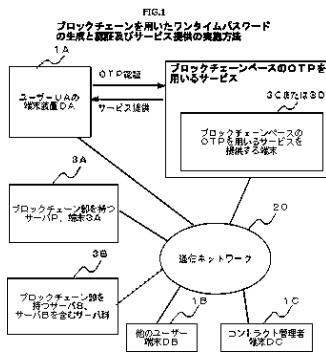 FIG.1
ブロックチェーンを用いたワンタイムパスワード
の生成と認証及びサービス提供の実施方法
1A
ユーザーUAの
端末装置DA
OTP認証
サービス提供
ブロックチェーンベースのOTPを
用いるサービス
3Cまたは3D
ブロックチェーンベースの
OTPを用いるサービスを
提供する端末
3A
ブロックチェーン部を持つ
サーバP、端末3A
20
通信ネットワーク
3B
ブロックチェーン部を
持つサーバB、
サーバBを含むサーバ群
1B
他のユーザー
端末DB
1C
コントラクト管理者
端末DC